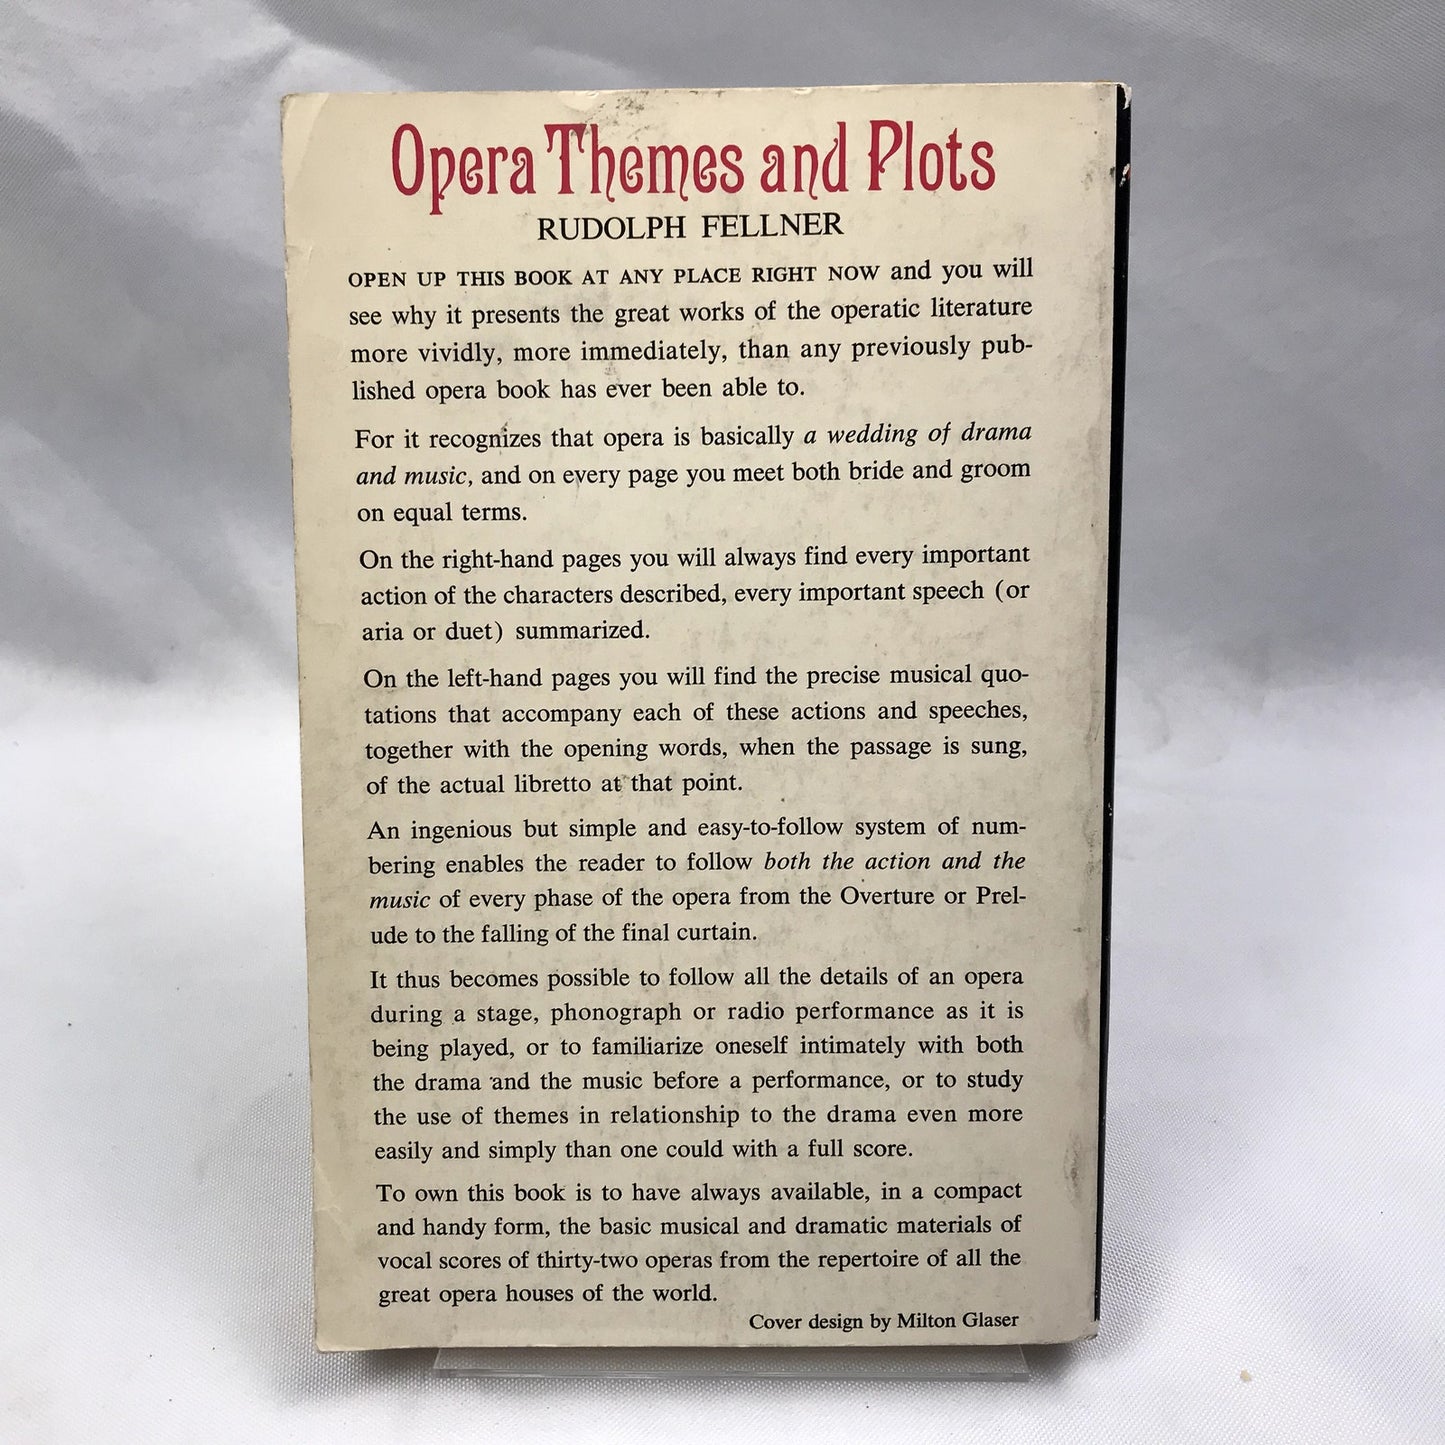 Opera Themes and Plots
RUDOLPH FELLNER
OPEN UP THIS BOOK AT ANY PLACE RIGHT NOW and you will
see why it presents the great works of the operatic literature
more vividly, more immediately, than any previously pub-
lished opera book has ever been able to.
For it recognizes that opera is basically a wedding of drama
and music, and on every page you meet both bride and groom
on equal terms.
On the right-hand pages you will always find every important
action of the characters described, every important speech (or
aria or duet) summarized.
On the left-hand pages you will find the precise musical quo-
tations that accompany each of these actions and speeches,
together with the opening words, when the passage is sung,
of the actual libretto at that point.
An ingenious but simple and easy-to-follow system of num-
bering enables the reader to follow both the action and the
music of every phase of the opera from the Overture or Prel-
ude to the falling of the final curtain.
It thus becomes possible to follow all the details of an opera
during a stage, phonograph or radio performance as it is
being played, or to familiarize oneself intimately with both
the drama and the music before a performance, or to study
the use of themes in relationship to the drama even more
easily and simply than one could with a full score.
To own this book is to have always available, in a compact
and handy form, the basic musical and dramatic materials of
vocal scores of thirty-two operas from the repertoire of all the
great opera houses of the world.
Cover design by Milton Glaser